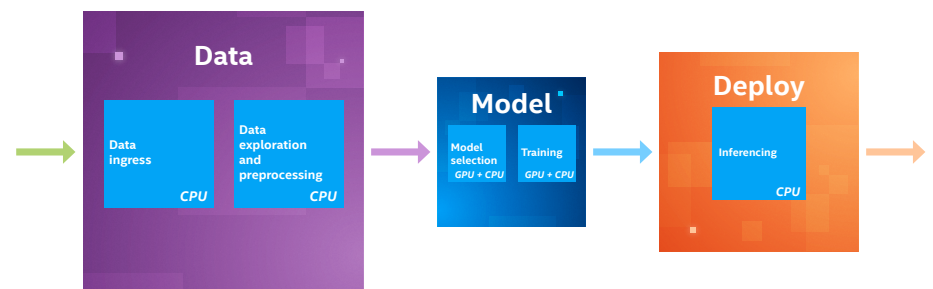 Data
Data
ingress
CPU
Data
exploration
and
preprocessing
CPU
Model
Model
selection
GPU + CPU
Training
GPU + CPU
Deploy
Inferencing
CPU